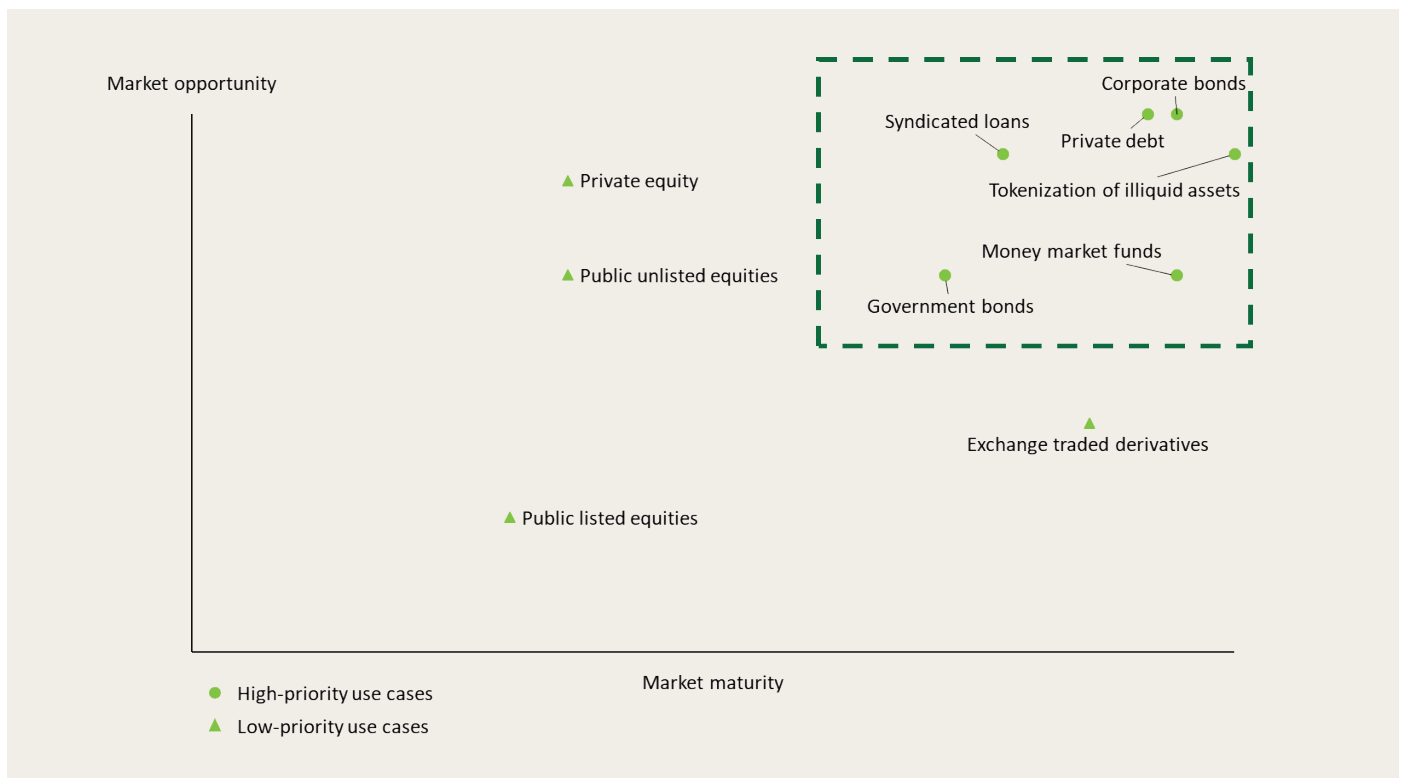 Market opportunity
Corporate bonds
Syndicated loans
Private debt
Private equity
Tokenization of illiquid assets
Money market funds
Public unlisted equities
Government bonds
Exchange traded derivatives
Public listed equities
Market maturity
High-priority use cases
Low-priority use cases